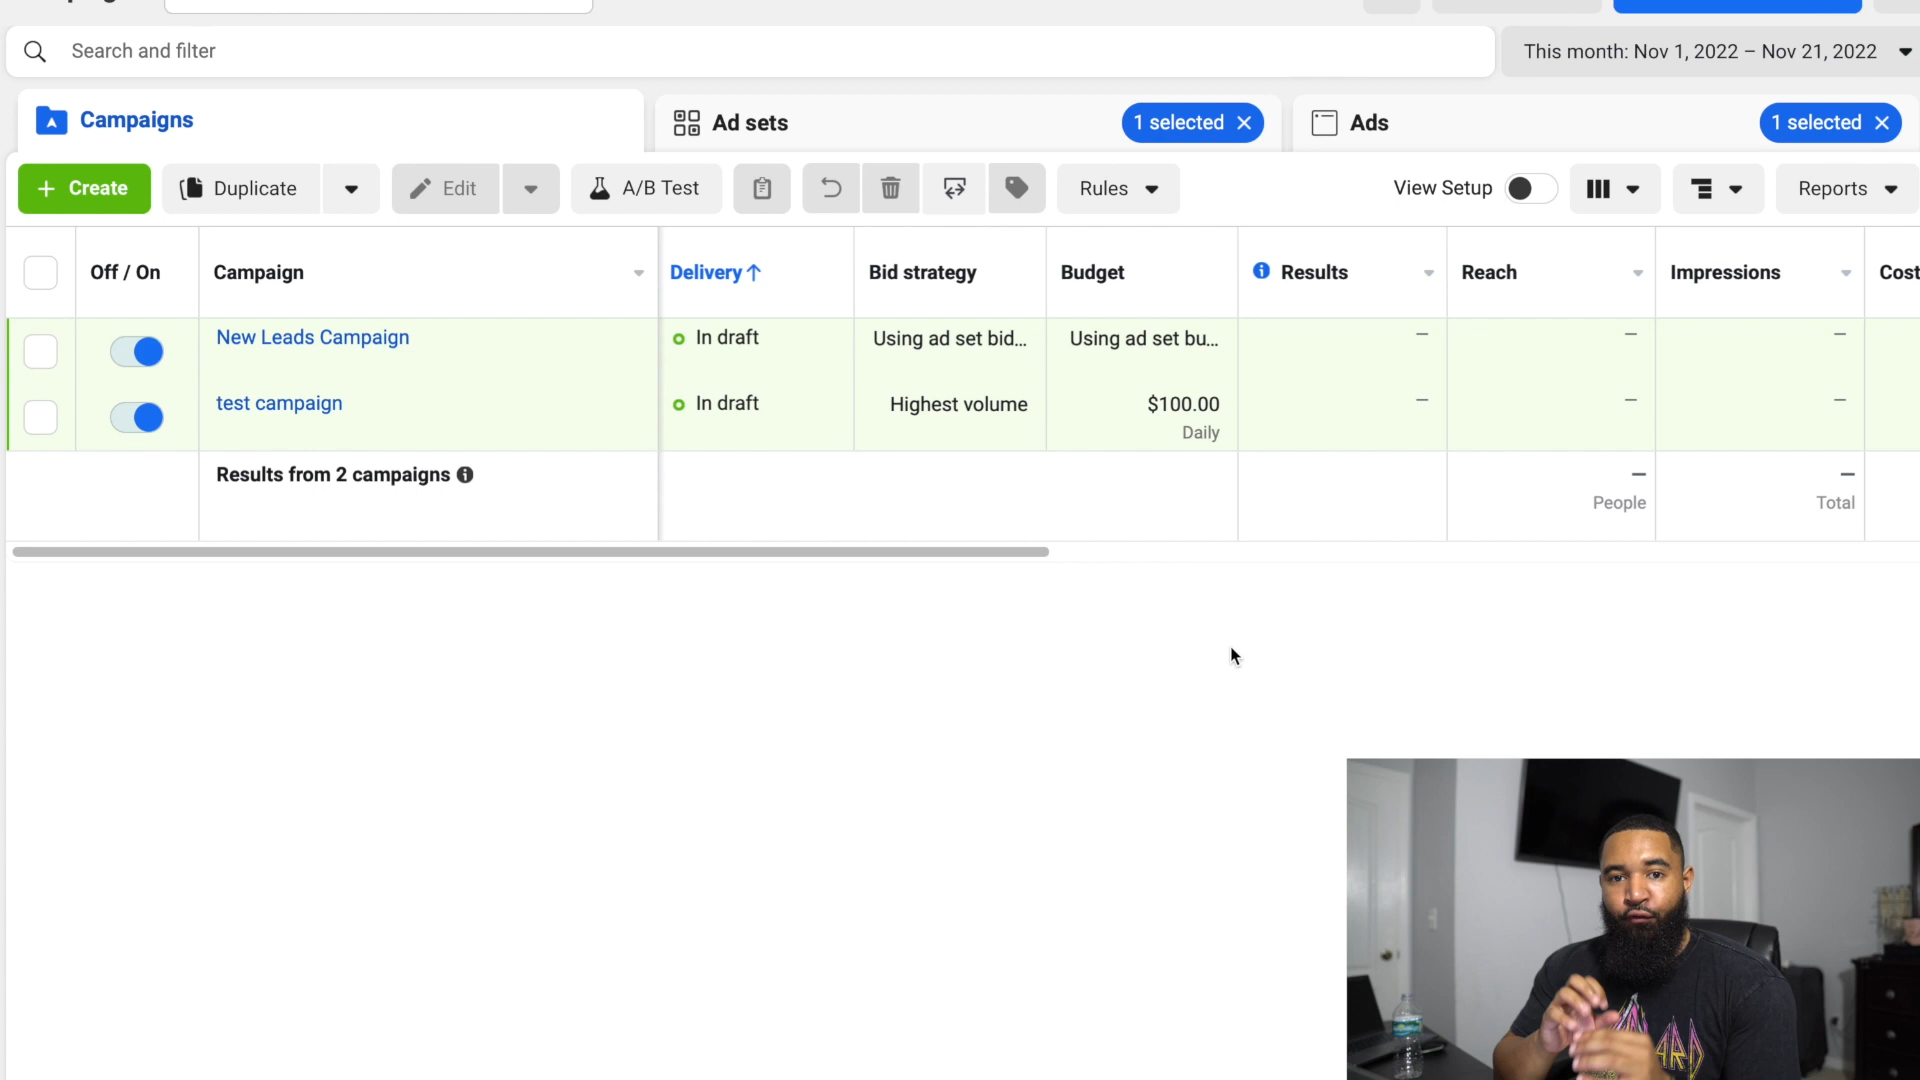 Search and filter
This month: Nov 1, 2022 – Nov 21, 2022
Campaigns
Ad sets
1 selected
Ads
1 selected
+ Create
Duplicate
Edit
A/B Test
Rules
View Setup
Reports
Off / On
Campaign
Delivery↑
Bid strategy
Budget
Results
Reach
Impressions
Cost
New Leads Campaign
In draft
Using ad set bid...
Using ad set bu...
—
—
—
test campaign
In draft
Highest volume
$100.00
Daily
—
—
—
Results from 2 campaigns
—
People
—
Total
ARD